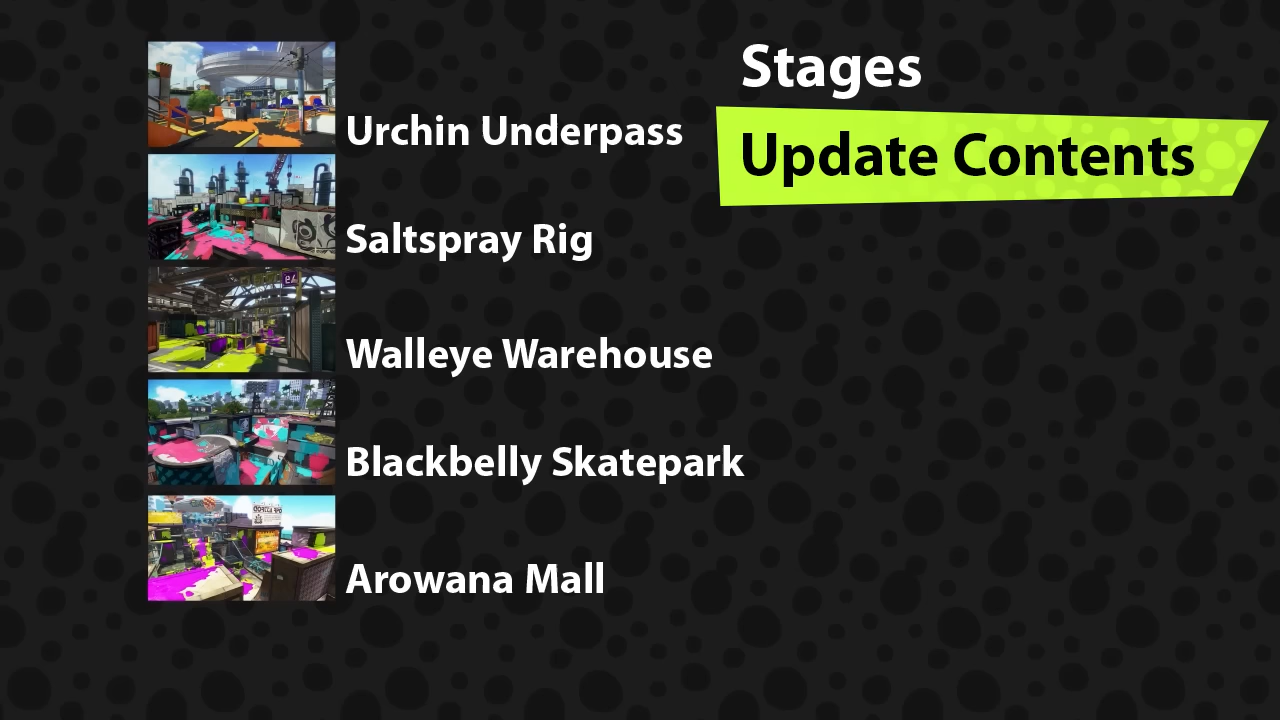 Stages
Update Contents
Urchin Underpass
Saltspray Rig
Walleye Warehouse
Blackbelly Skatepark
Arowana Mall